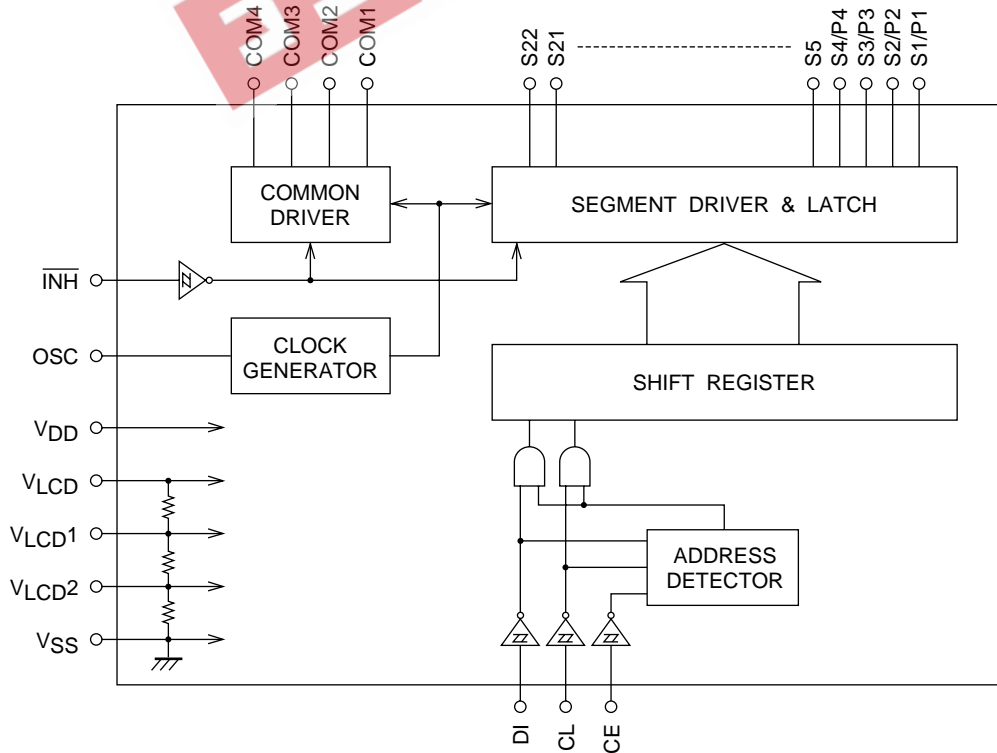 COM4
COM3
COM2
COM1
S22
S21
S5
S4/P4
S3/P3
S2/P2
S1/P1
COMMON
DRIVER
SEGMENT DRIVER & LATCH
INH
OSC
CLOCK
GENERATOR
SHIFT REGISTER
VDD
VLCD
VLCD1
VLCD2
VSS
ADDRESS
DETECTOR
DI
CL
CE